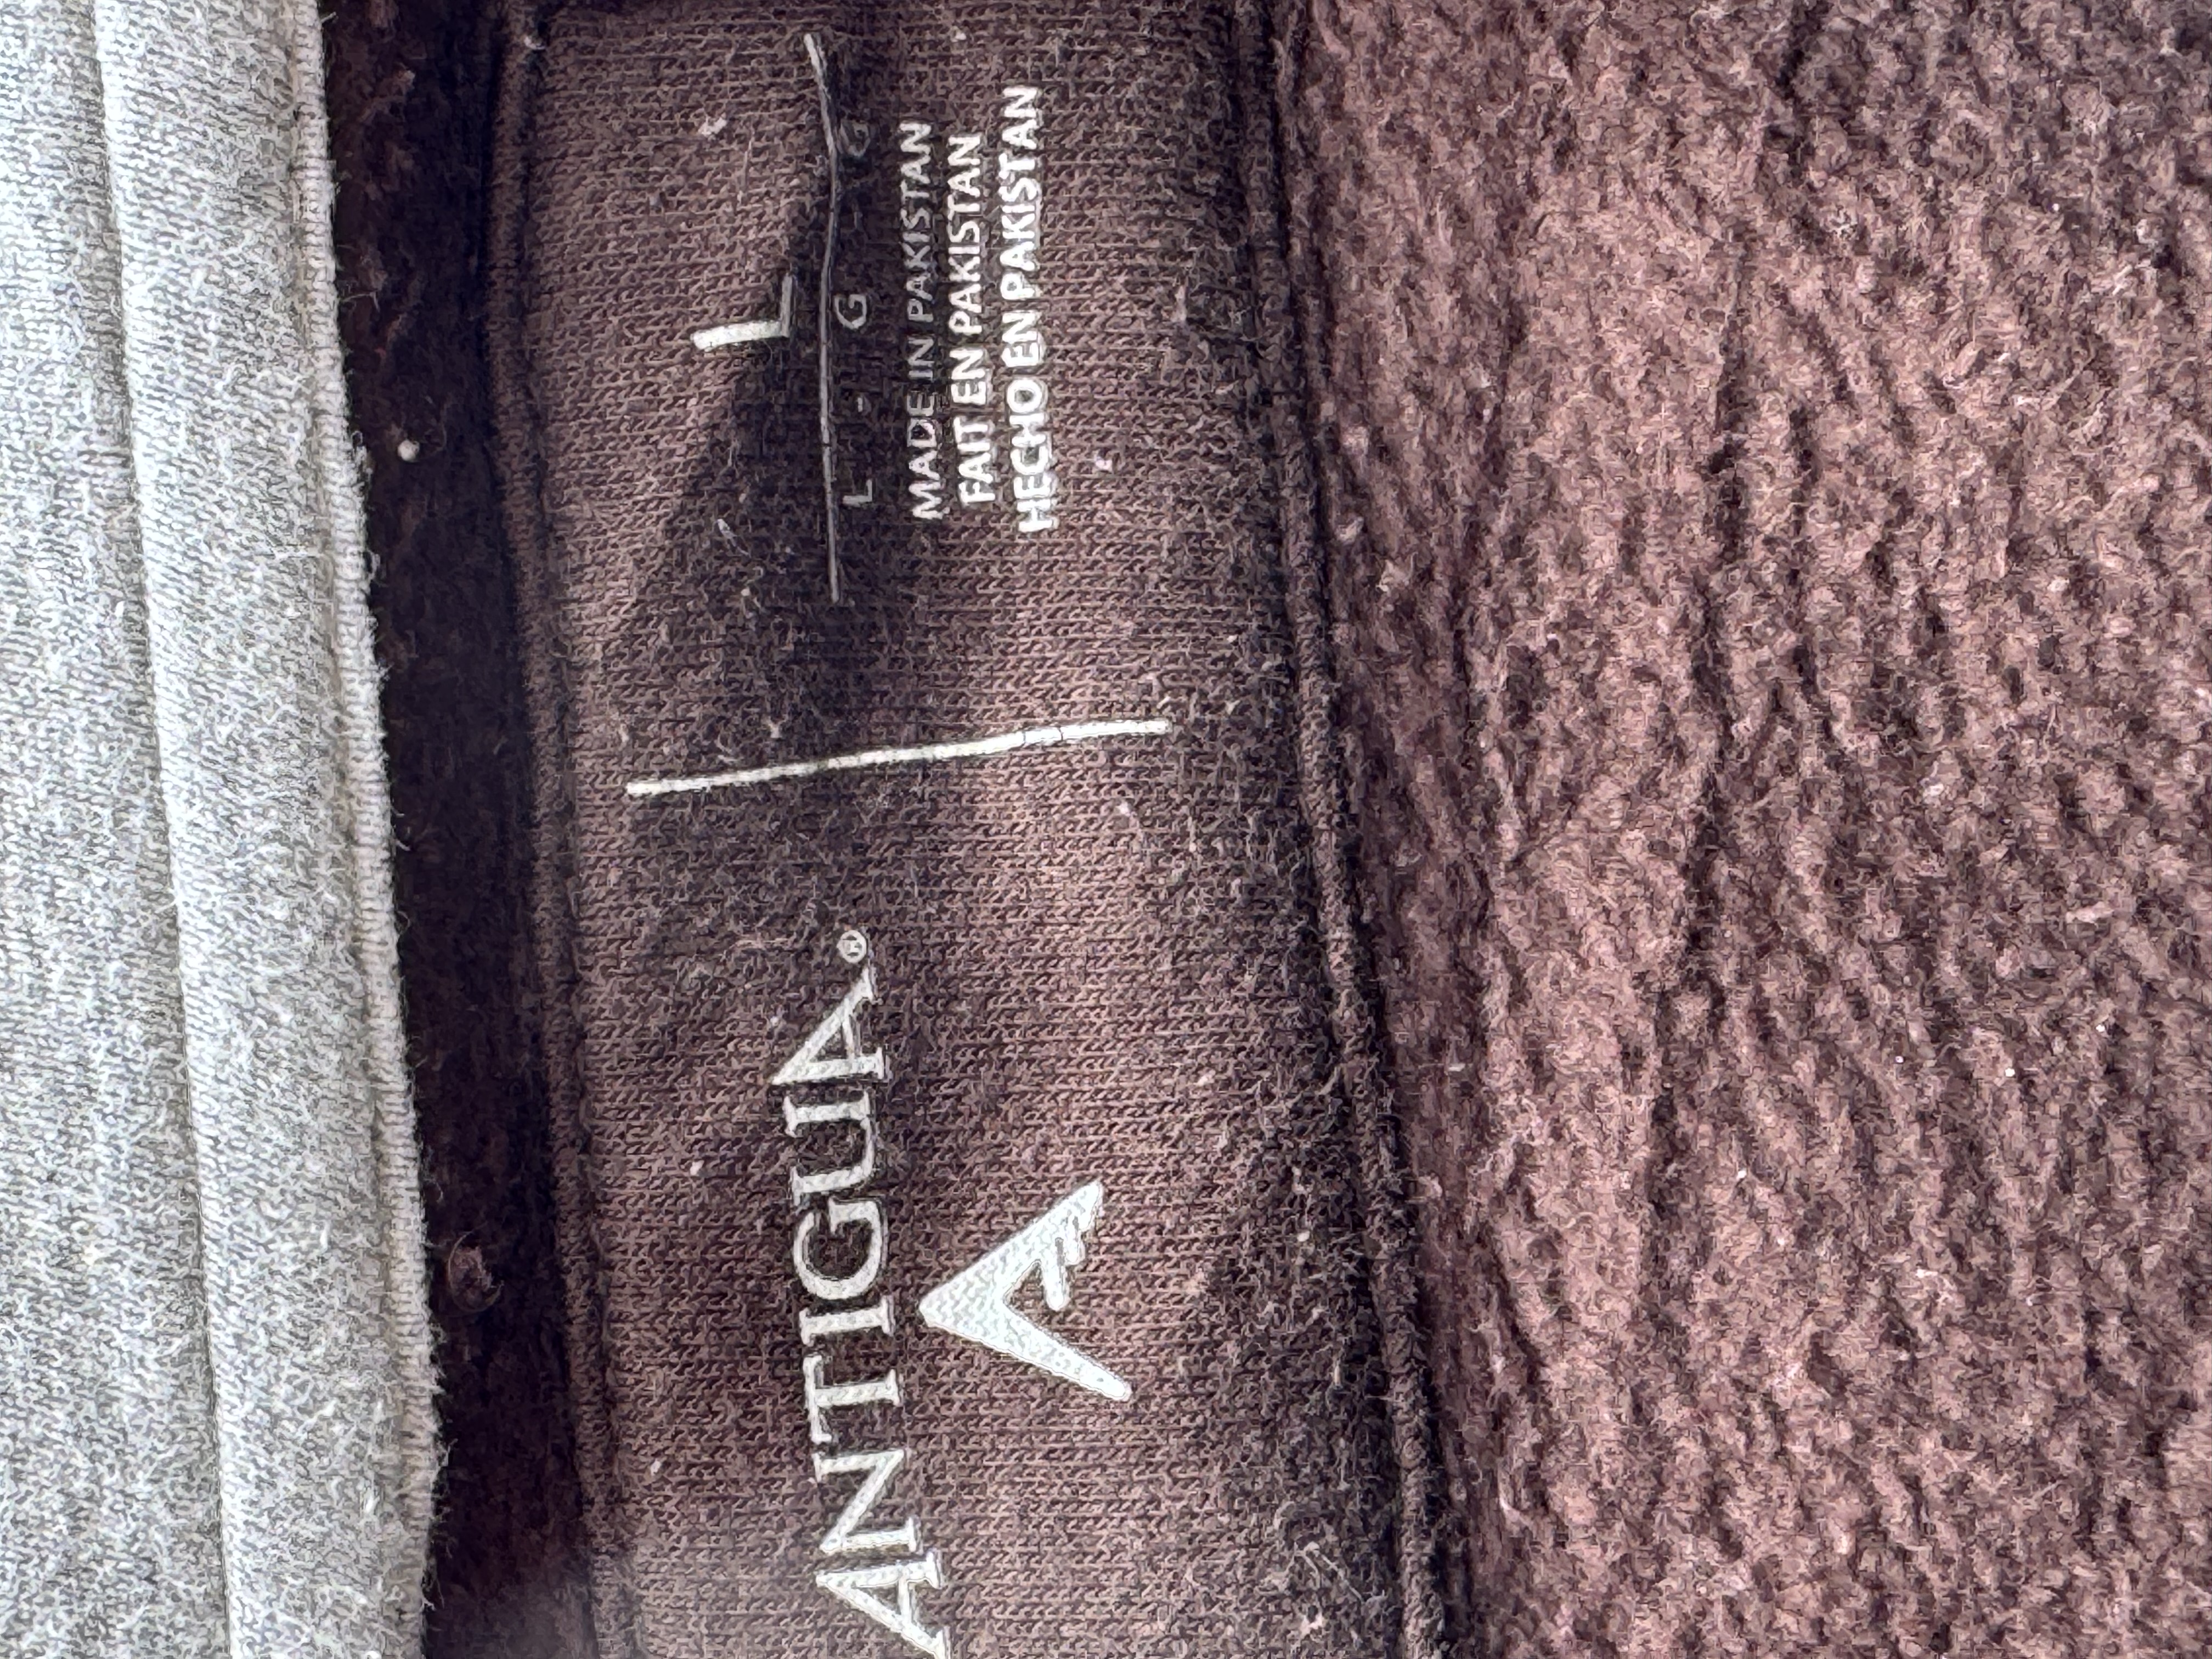 ANTIGUA®
L
L - G - G
MADE IN PAKISTAN
FAIT EN PAKISTAN
HECHO EN PAKISTAN